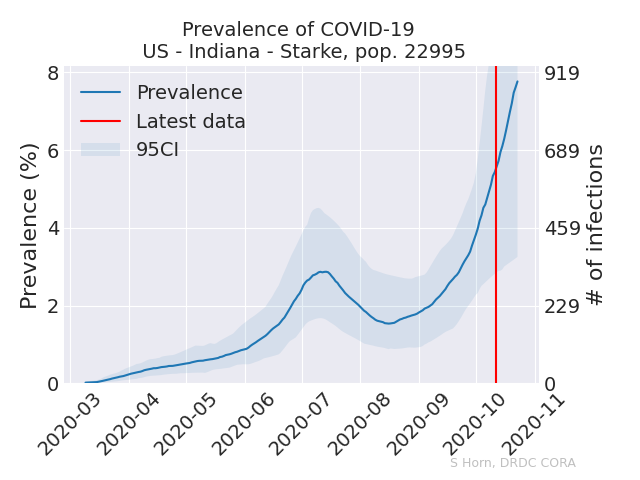 Prevalence of COVID-19
US - Indiana - Starke, pop. 22995
Prevalence (%)
8
6
4
2
0
Prevalence
Latest data
95CI
919
689
459
229
0
# of infections
2020-03
2020-04
2020-05
2020-06
2020-07
2020-08
2020-09
2020-10
2020-11
S Horn, DRDC CORA